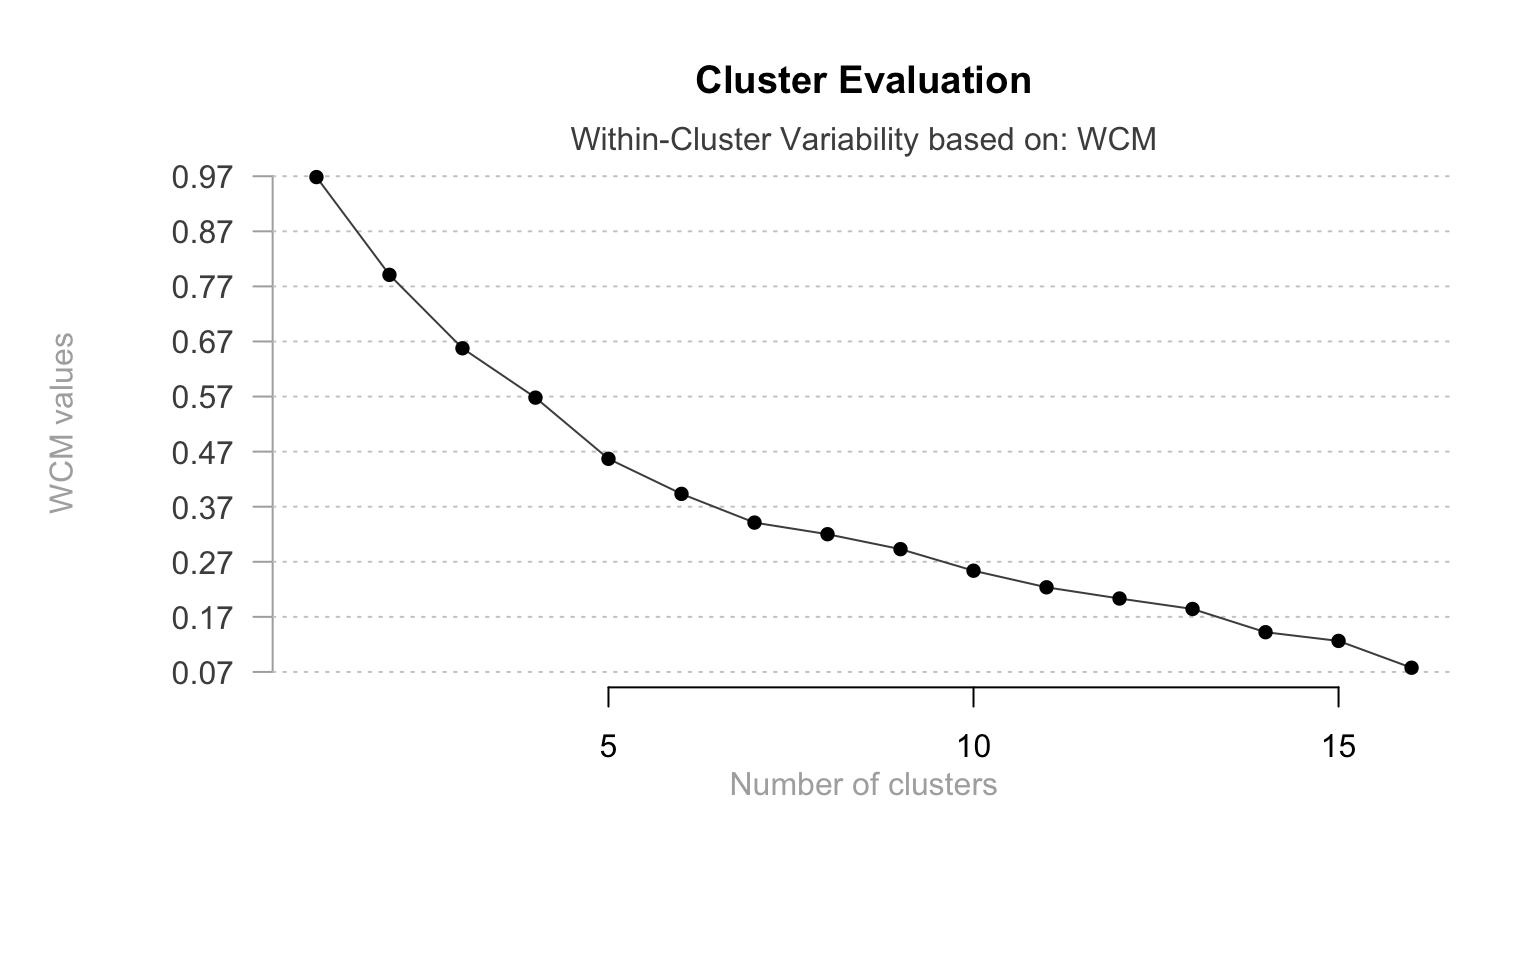 Cluster Evaluation
Within-Cluster Variability based on: WCM
0.97
0.87
0.77
0.67
0.57
0.47
0.37
0.27
0.17
0.07
WCM values
5 10 15
Number of clusters